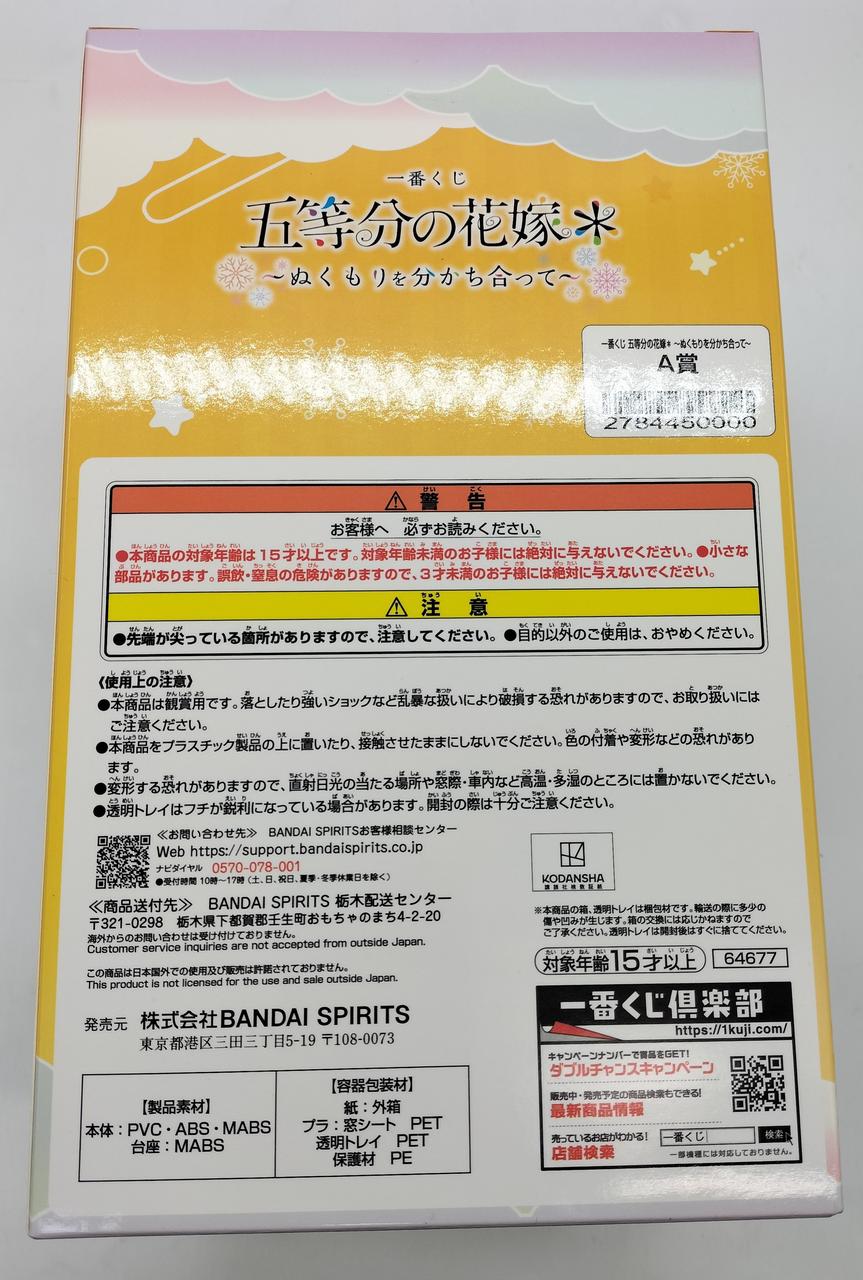 一番くじ
五等分の花嫁*
～ぬくもりを分かち合って～
一番くじ 五等分の花嫁* ～ぬくもりを分かち合って～
A賞
2784450000
警告
お客様へ 必ずお読みください。
●本商品の対象年齢は15才以上です。対象年齢未満のお子様には絶対に与えないでください。●小さな
部品があります。誤飲・窒息の危険がありますので、3才未満のお子様には絶対に与えないでください。
注意
●先端が尖っている箇所がありますので、注意してください。●目的以外のご使用は、おやめください。
《使用上の注意》
●本商品は観賞用です。落としたり強いショックなど乱暴な扱いにより破損する恐れがありますので、お取り扱いには
ご注意ください。
●本商品をプラスチック製品の上に置いたり、接触させたままにしないでください。色の付着や変形などの恐れがあり
ます。
●変形する恐れがありますので、直射日光の当たる場所や窓際・車内など高温・多湿のところには置かないでください。
●透明トレイはフチが鋭利になっている場合があります。開封の際は十分ご注意ください。
≪お問い合わせ先≫ BANDAI SPIRITSお客様相談センター
Web https://support.bandaispirits.co.jp
ナビダイヤル 0570-078-001
●受付時間 10時～17時(土、日、祝日、夏季・冬季休業日を除く)
≪商品送付先≫ BANDAI SPIRITS 栃木配送センター
〒321-0298 栃木県下都賀郡壬生町おもちゃのまち4-2-20
海外からのお問い合わせは受け付けておりません。
Customer service inquiries are not accepted from outside Japan.
この商品は日本国外での使用及び販売は許諾されておりません。
This product is not licensed for the use and sale outside Japan.
発売元 株式会社BANDAI SPIRITS
東京都港区三田三丁目5-19 〒108-0073
【製品素材】
本体:PVC・ABS・MABS
台座:MABS
【容器包装材】
紙:外箱
プラ:窓シート PET
透明トレイ PET
保護材 PE
KODANSHA
講談社検数証紙
※本商品の箱、透明トレイは梱包材です。輸送の際に多少の
傷や凹みが生じます。箱の交換には応じかねますので
ご了承ください。透明トレイは開封後はすぐに捨ててください。
対象年齢15才以上
64677
一番くじ倶楽部
https://1kuji.com/
キャンペーンナンバーで賞品をGET!
ダブルチャンスキャンペーン
販売中・発売予定の商品検索もできる!
最新商品情報
売っているお店がわかる!
店舗検索
一番くじ 検索
一部機種には対応しておりません。